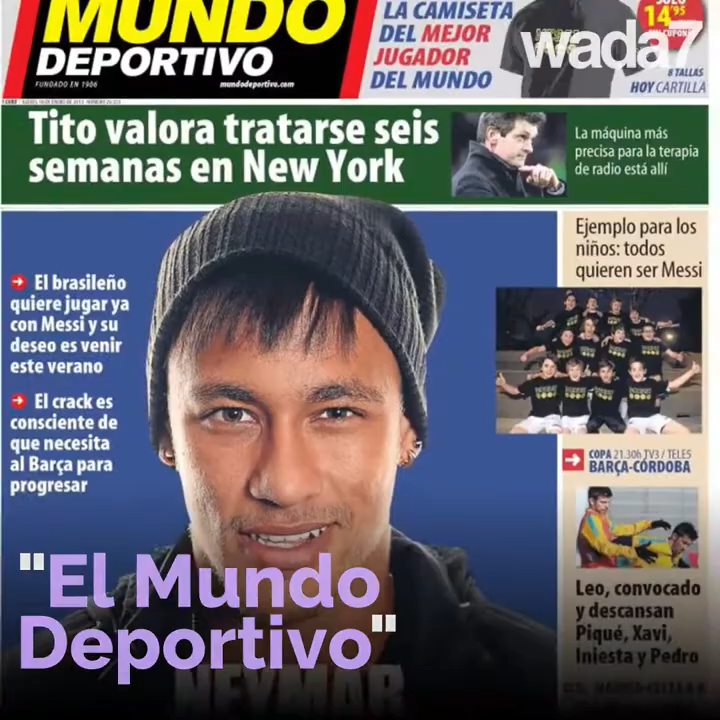 MUNDO
DEPORTIVO
FUNDADO EN 1906
mundodeportivo.com
LA CAMISETA
DEL MEJOR
JUGADOR
DEL MUNDO
14'95
8 TALLAS
HOY CARTILLA
wada7
Tito valora tratarse seis
semanas en New York
La máquina más
precisa para la terapia
de radio está allí
El brasileño
quiere jugar ya
con Messi y su
deseo es venir
este verano
El crack es
consciente de
que necesita
al Barça para
progresar
Ejemplo para los
niños: todos
quieren ser Messi
COPA 21.30h TV3 / TELE5
BARÇA-CÓRDOBA
Leo, convocado
y descansan
Piqué, Xavi,
Iniesta y Pedro
"El Mundo
Deportivo"
NEYMAR